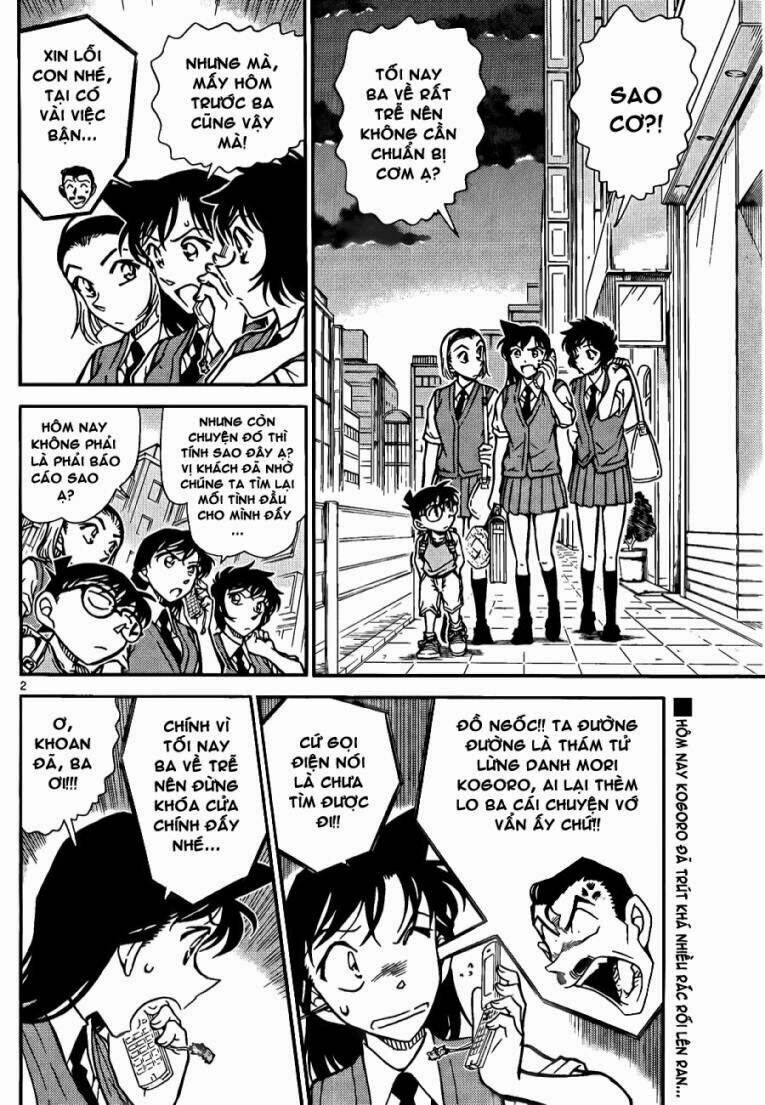 SAO
CƠ?!
TỐI NAY
BA VỀ RẤT
TRỄ NÊN
KHÔNG CẦN
CHUẨN BỊ
CƠM Ạ?
NHƯNG MÀ,
MẤY HÔM
TRƯỚC BA
CŨNG VẬY
MÀ!
XIN LỖI
CON NHÉ,
TẠI CÓ
VÀI VIỆC
BẬN...
NHƯNG CÒN
CHUYỆN ĐÓ THÌ
TÍNH SAO ĐÂY Ạ?
VỊ KHÁCH ĐÃ NHỜ
CHÚNG TA TÌM LẠI
MỐI TÌNH ĐẦU
CHO MÌNH ĐẤY
...
HÔM NAY
KHÔNG PHẢI
LÀ PHẢI BÁO
CÁO SAO
Ạ?
2
HÔM NAY KOGORO ĐÃ TRÚT KHÁ NHIỀU RẮC RỐI LÊN RAN...
ĐỒ NGỐC!! TA ĐƯỜNG
ĐƯỜNG LÀ THÁM TỬ
LỪNG DANH MORI
KOGORO, AI LẠI THÈM
LO BA CÁI CHUYỆN VỚ
VẨN ẤY CHỨ!!
CỨ GỌI
ĐIỆN NÓI
LÀ CHƯA
TÌM ĐƯỢC
ĐI!!
CHÍNH VÌ
TỐI NAY
BA VỀ TRỄ
NÊN ĐỪNG
KHÓA CỬA
CHÍNH ĐẤY
NHÉ...
Ơ,
KHOAN
ĐÃ, BA
ƠI!!!